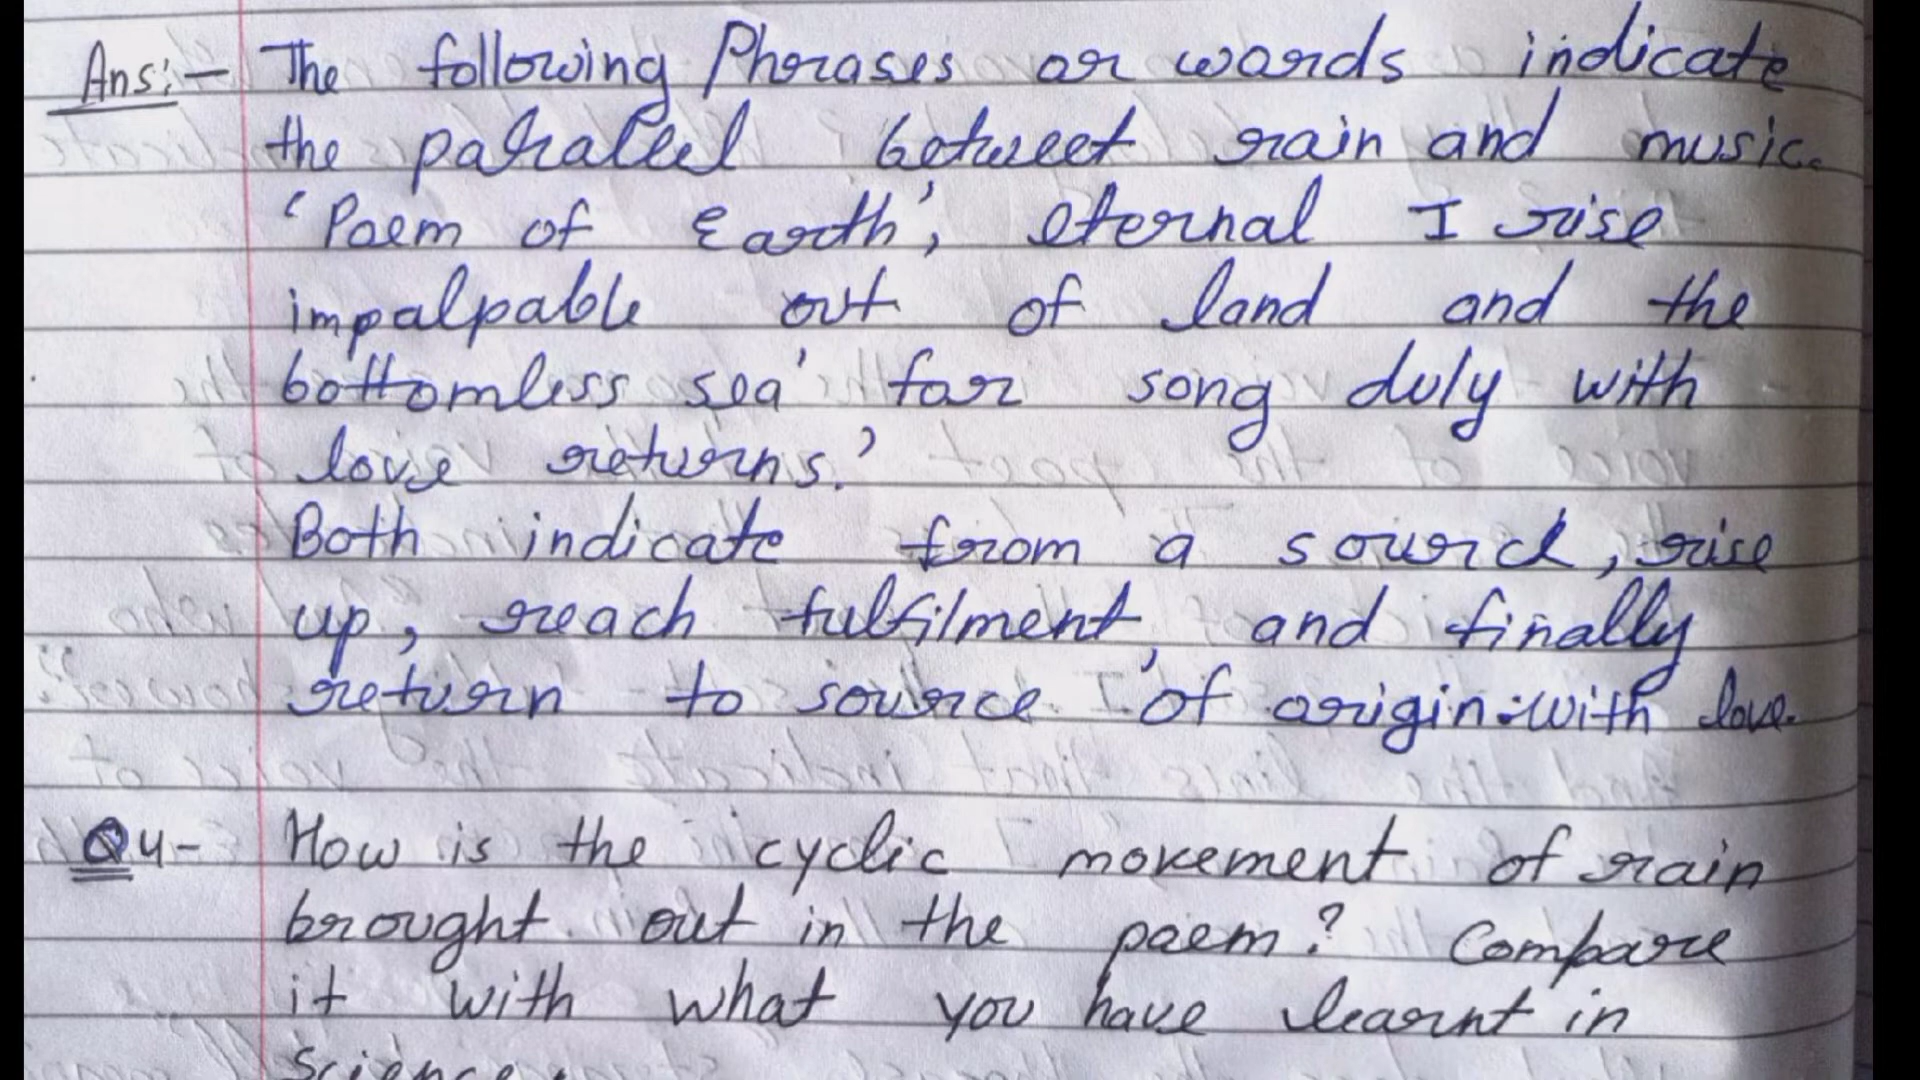 Ans:- The following Phrases or words indicate
the parallel betweet rain and music.
'Poem of Earth', eternal I rise
impalpable out of land and the
bottomless sea' for song duly with
love returns.'
Both indicate from a source, rise
up, reach fulfilment, and finally
return to source 'of origin with love.
Q4- How is the cyclic movement of rain
brought out in the poem? Compare
it with what you have learnt in
science.